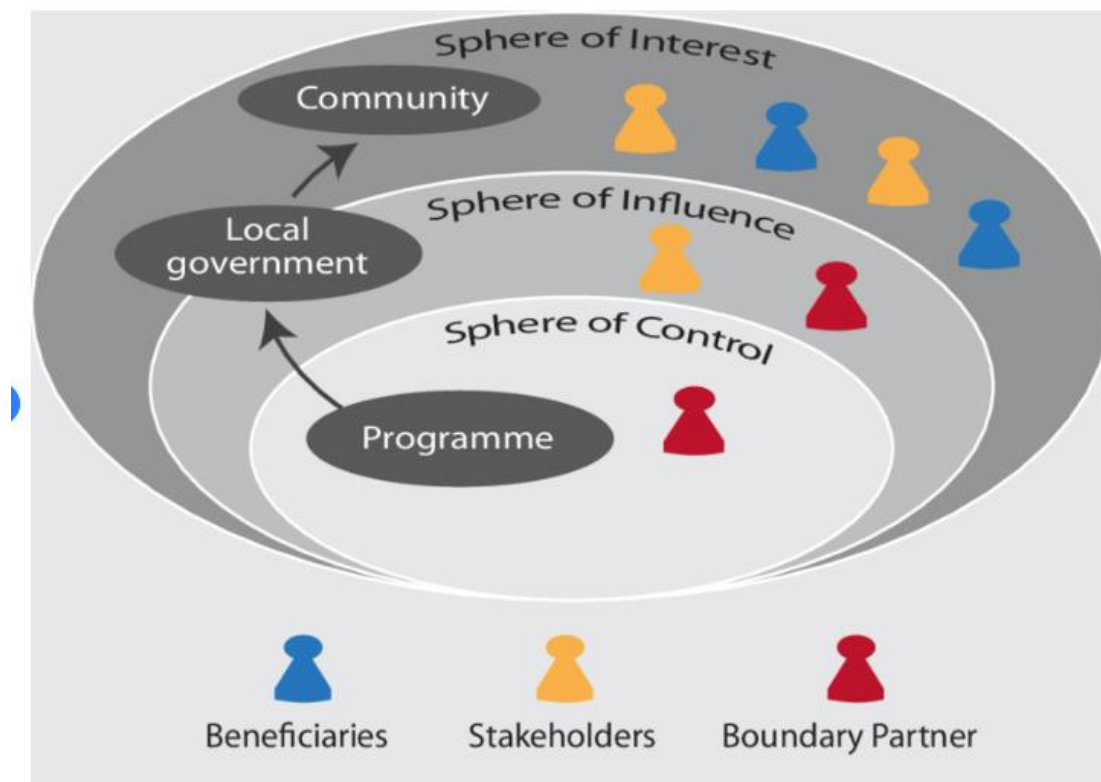 Sphere of Interest
Community
Sphere of Influence
Local
government
Sphere of Control
Programme
Beneficiaries
Stakeholders
Boundary Partner